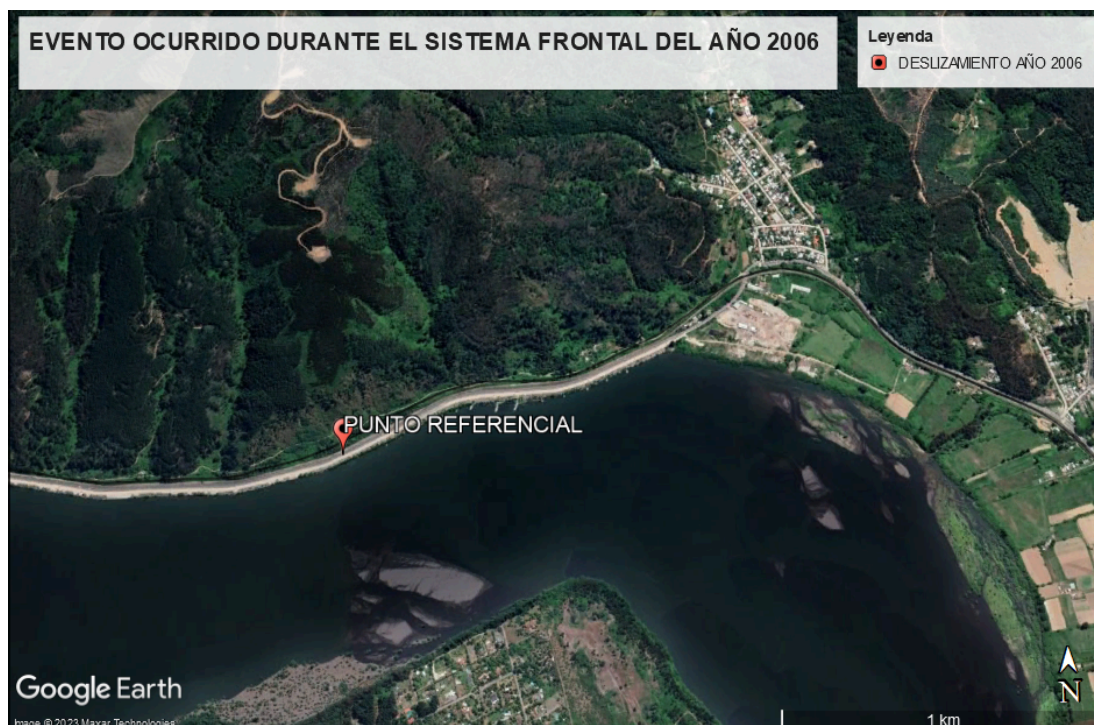 EVENTO OCURRIDO DURANTE EL SISTEMA FRONTAL DEL AÑO 2006
Leyenda
DESLIZAMIENTO AÑO 2006
PUNTO REFERENCIAL
Google Earth
Image © 2023 Maxar Technologies
1 km
N